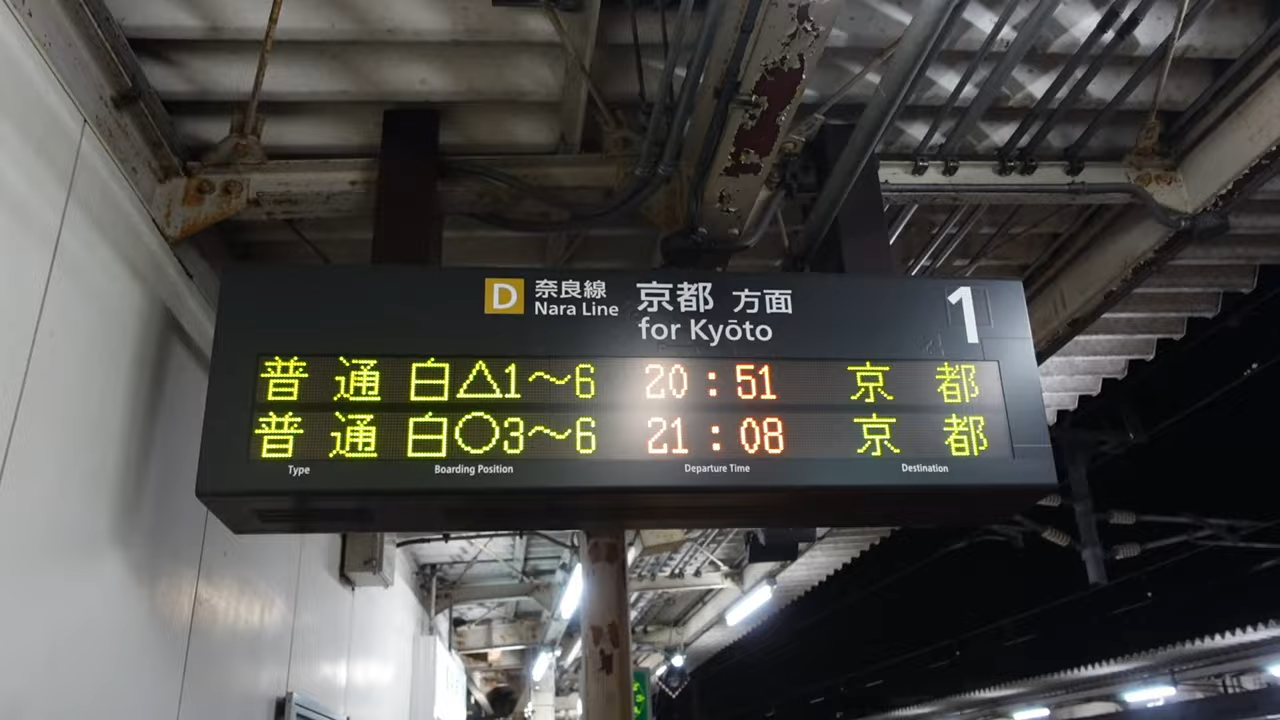 D 奈良線 京都 方面 1
Nara Line for Kyōto
普通 白△1〜6 20:51 京都
普通 白○3〜6 21:08 京都
Type Boarding Position Departure Time Destination